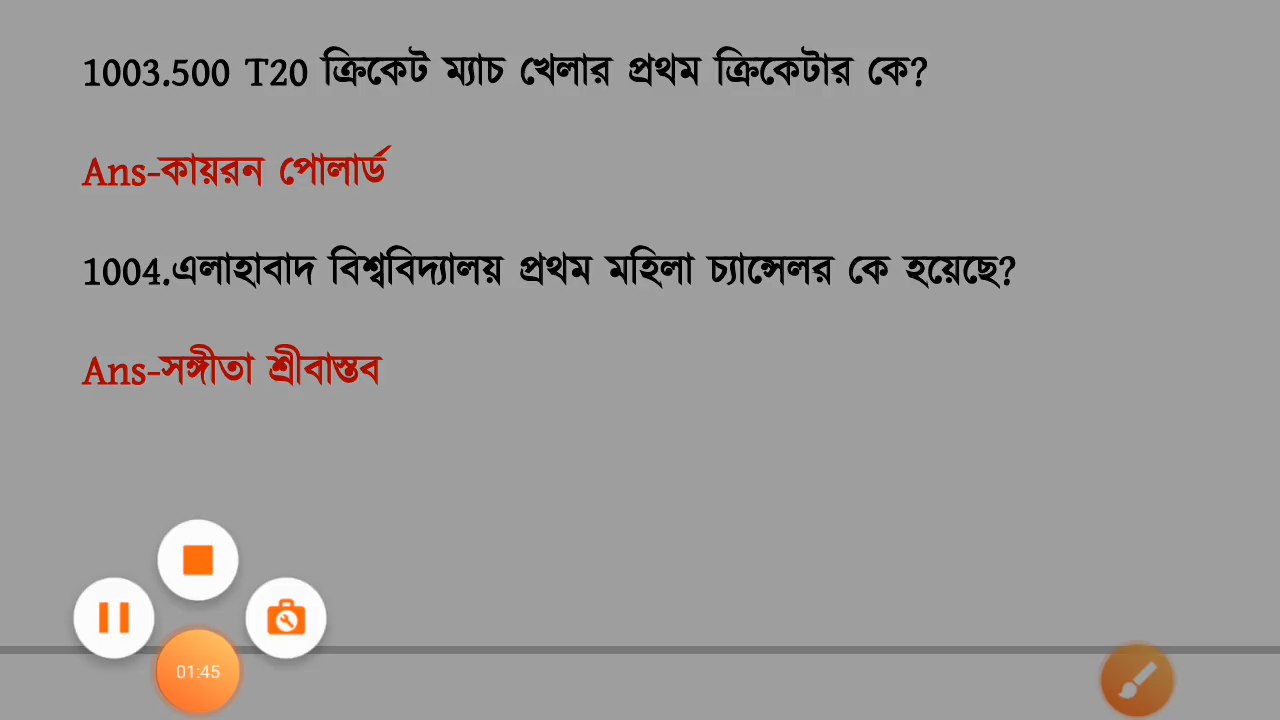 1003.500 T20 ক্রিকেট ম্যাচ খেলার প্রথম ক্রিকেটার কে?
Ans-কায়রন পোলার্ড
1004.এলাহাবাদ বিশ্ববিদ্যালয় প্রথম মহিলা চ্যান্সেলর কে হয়েছে?
Ans-সঙ্গীতা শ্রীবাস্তব
01:45